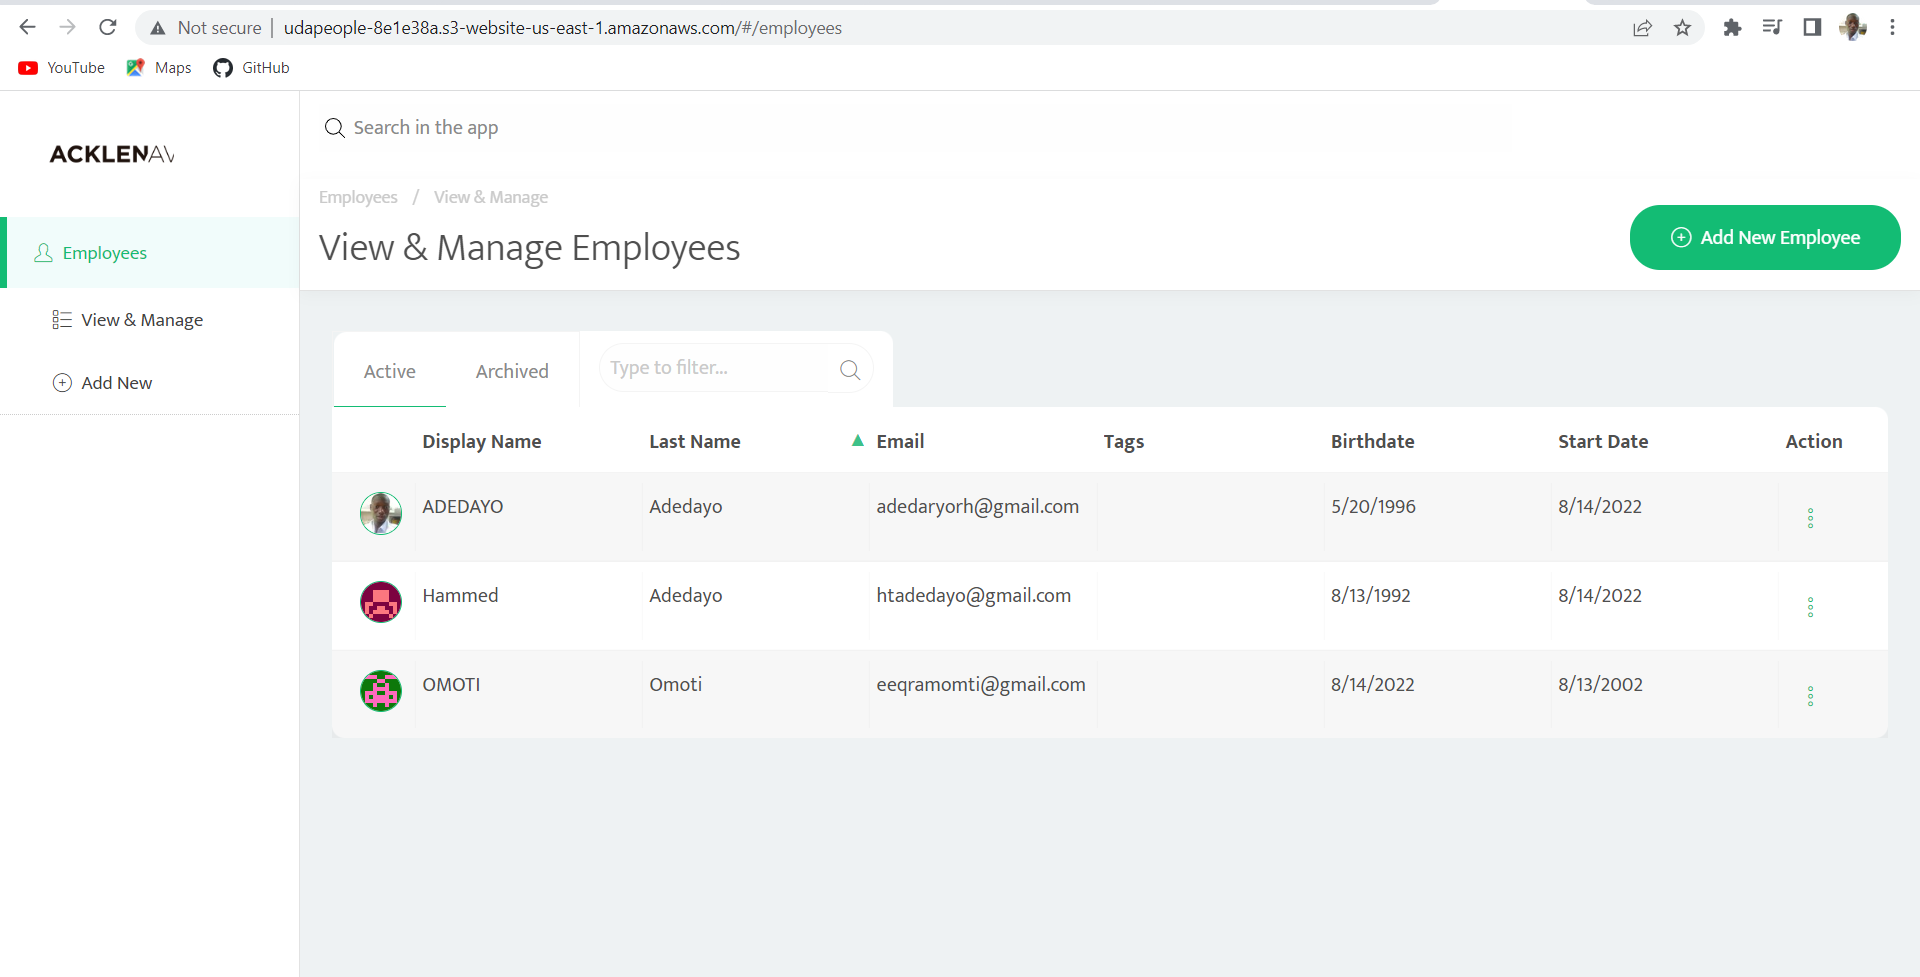 Not secure | udapeople-8e1e38a.s3-website-us-east-1.amazonaws.com/#/employees
YouTube Maps GitHub
Search in the app
ACKLENAV
Employees / View & Manage
View & Manage Employees
Add New Employee
Employees
View & Manage
Add New
Active Archived Type to filter...
Display Name Last Name ▲ Email Tags Birthdate Start Date Action
ADEDAYO Adedayo adedaryorh@gmail.com 5/20/1996 8/14/2022
Hammed Adedayo htadedayo@gmail.com 8/13/1992 8/14/2022
OMOTI Omoti eeqramomti@gmail.com 8/14/2022 8/13/2002